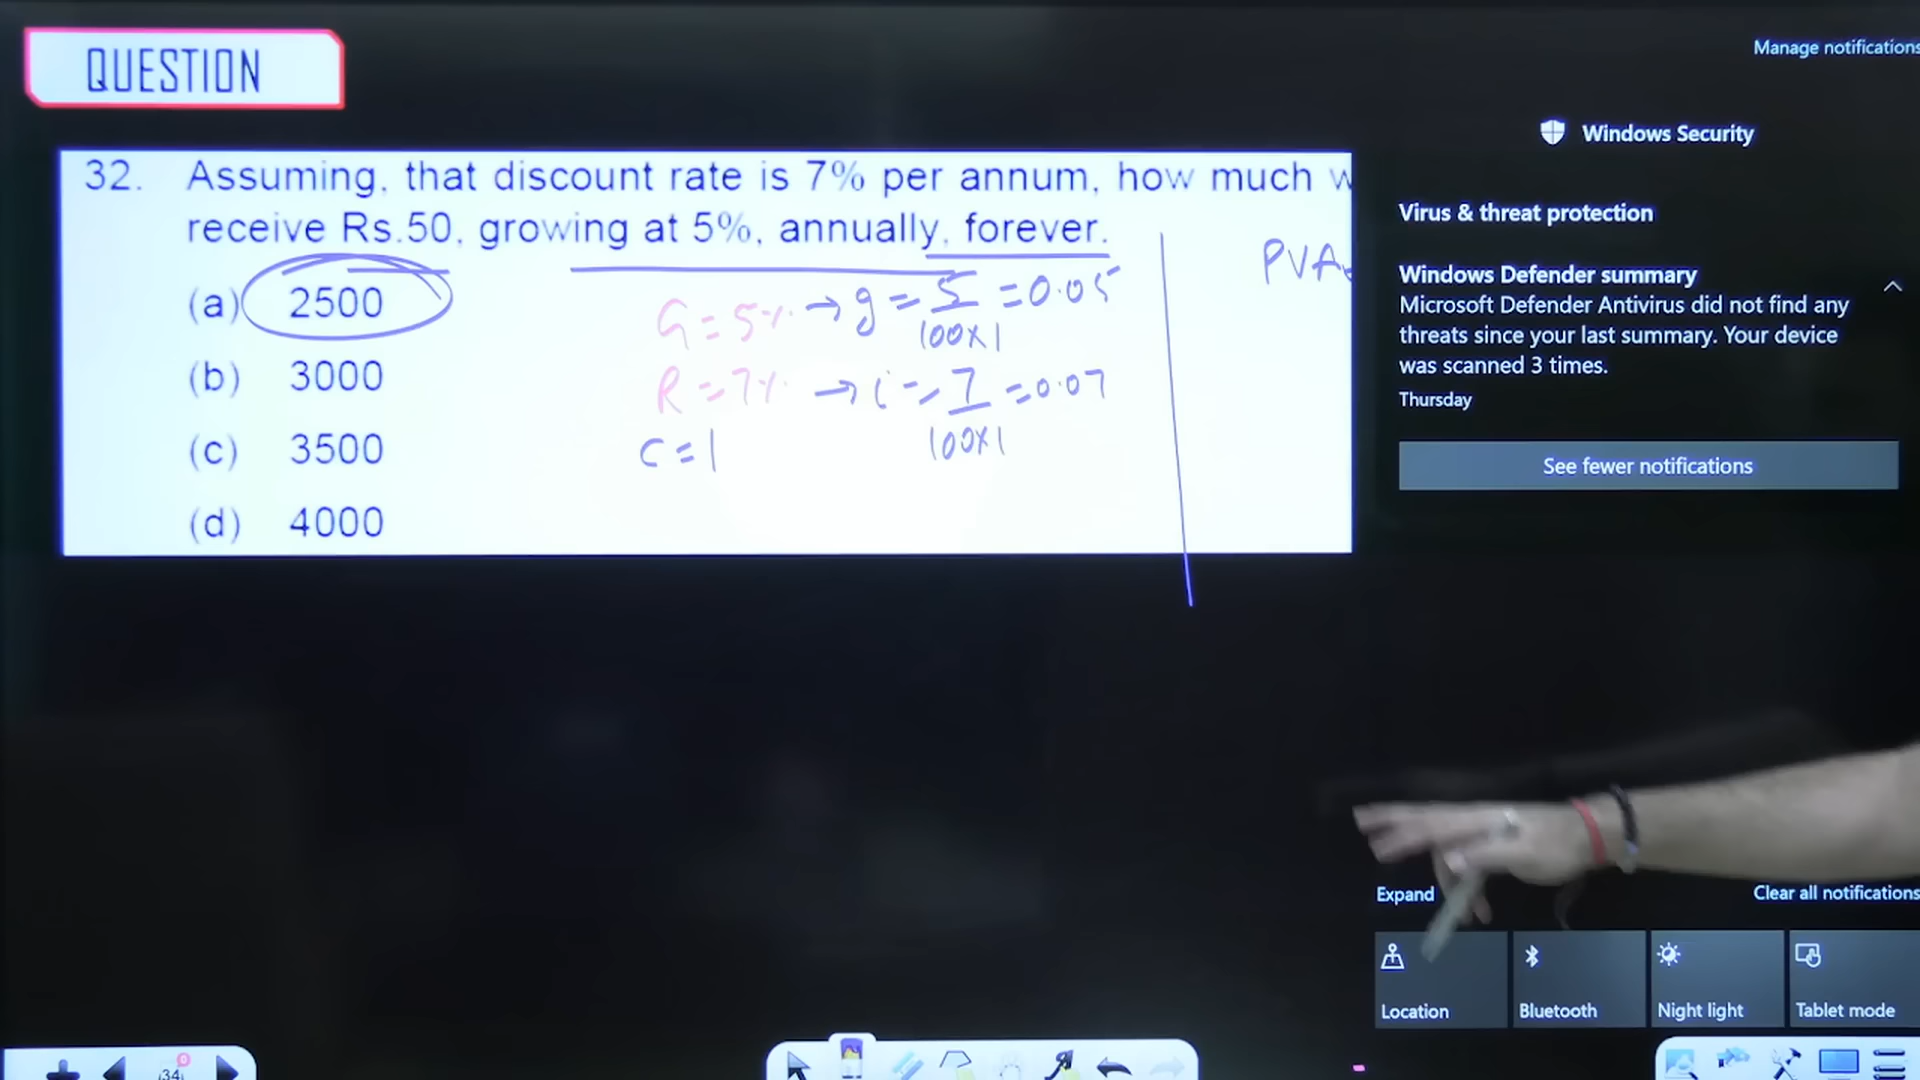 QUESTION
Manage notifications
Windows Security
32. Assuming, that discount rate is 7% per annum, how much
receive Rs.50, growing at 5%, annually, forever.
Virus & threat protection
PVA
(a) 2500
G = 5% → g = 5/100×1 = 0.05
Windows Defender summary
Microsoft Defender Antivirus did not find any
threats since your last summary. Your device
was scanned 3 times.
Thursday
(b) 3000
R = 7% → i = 7/100×1 = 0.07
(c) 3500
C = 1
See fewer notifications
(d) 4000
Expand
Clear all notifications
Location
Bluetooth
Night light
Tablet mode
34
0